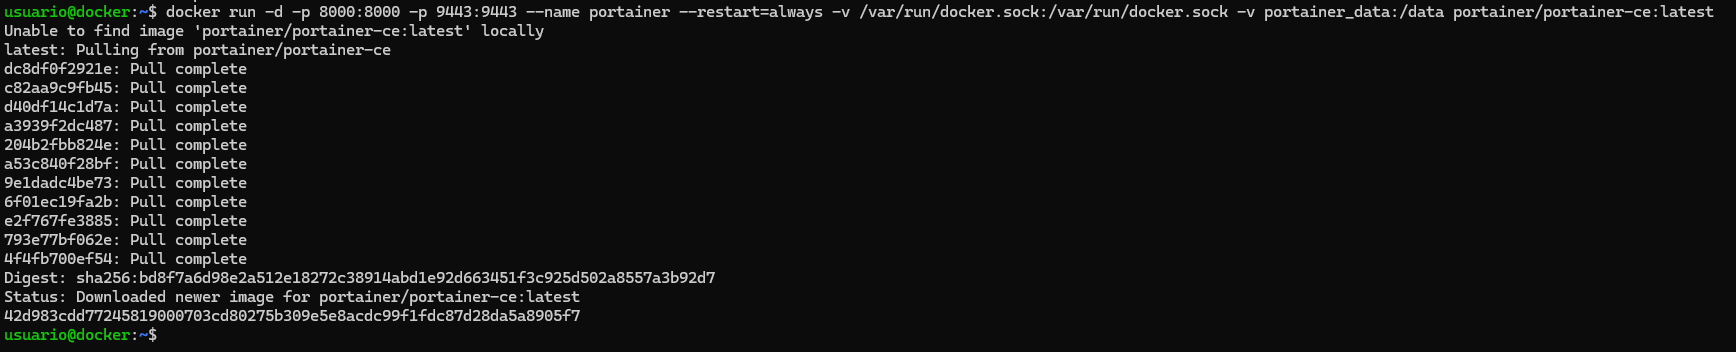 usuario@docker:~$ docker run -d -p 8000:8000 -p 9443:9443 --name portainer --restart=always -v /var/run/docker.sock:/var/run/docker.sock -v portainer_data:/data portainer/portainer-ce:latest
Unable to find image 'portainer/portainer-ce:latest' locally
latest: Pulling from portainer/portainer-ce
dc8df0f2921e: Pull complete
c82aa9c9fb45: Pull complete
d40df14c1d7a: Pull complete
a3939f2dc487: Pull complete
204b2fbb824e: Pull complete
a53c840f28bf: Pull complete
9e1dadc4be73: Pull complete
6f01ec19fa2b: Pull complete
e2f767fe3885: Pull complete
793e77bf062e: Pull complete
4f4fb700ef54: Pull complete
Digest: sha256:bd8f7a6d98e2a512e18272c38914abd1e92d663451f3c925d502a8557a3b92d7
Status: Downloaded newer image for portainer/portainer-ce:latest
42d983cdd77245819000703cd80275b309e5e8acdc99f1fdc87d28da5a8905f7
usuario@docker:~$